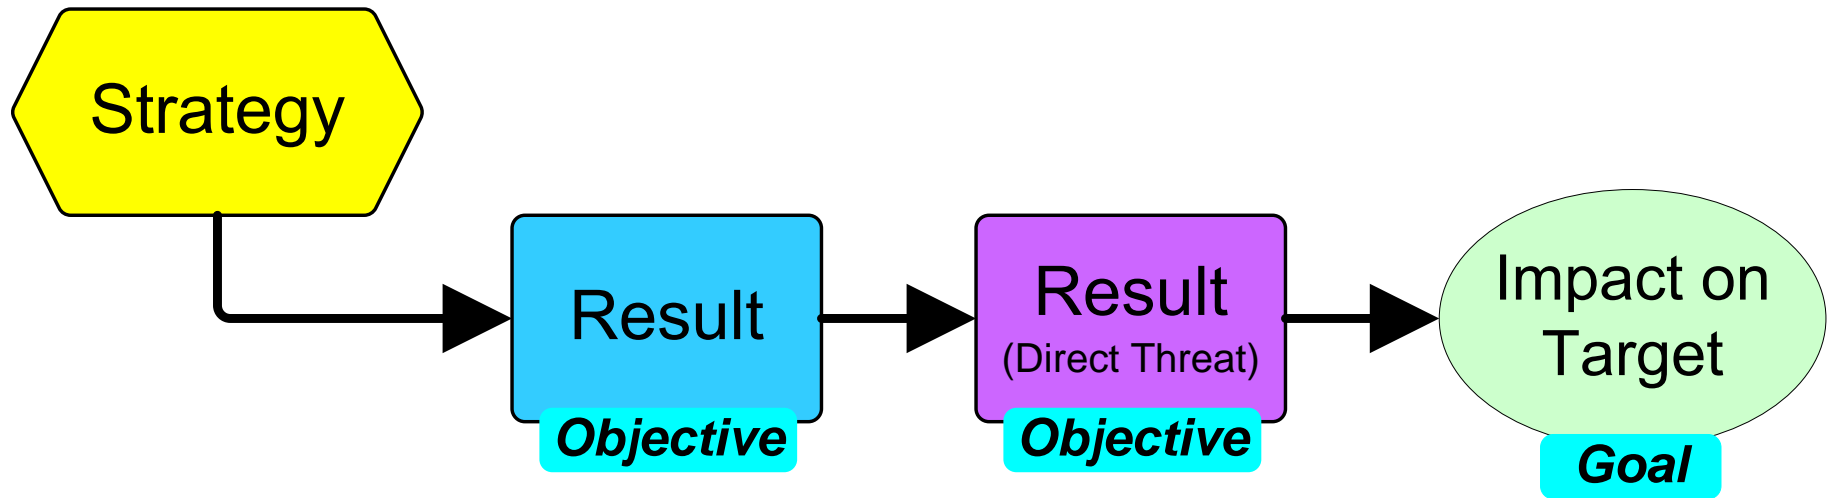 Strategy
Result
Objective
Result
(Direct Threat)
Objective
Impact on
Target
Goal